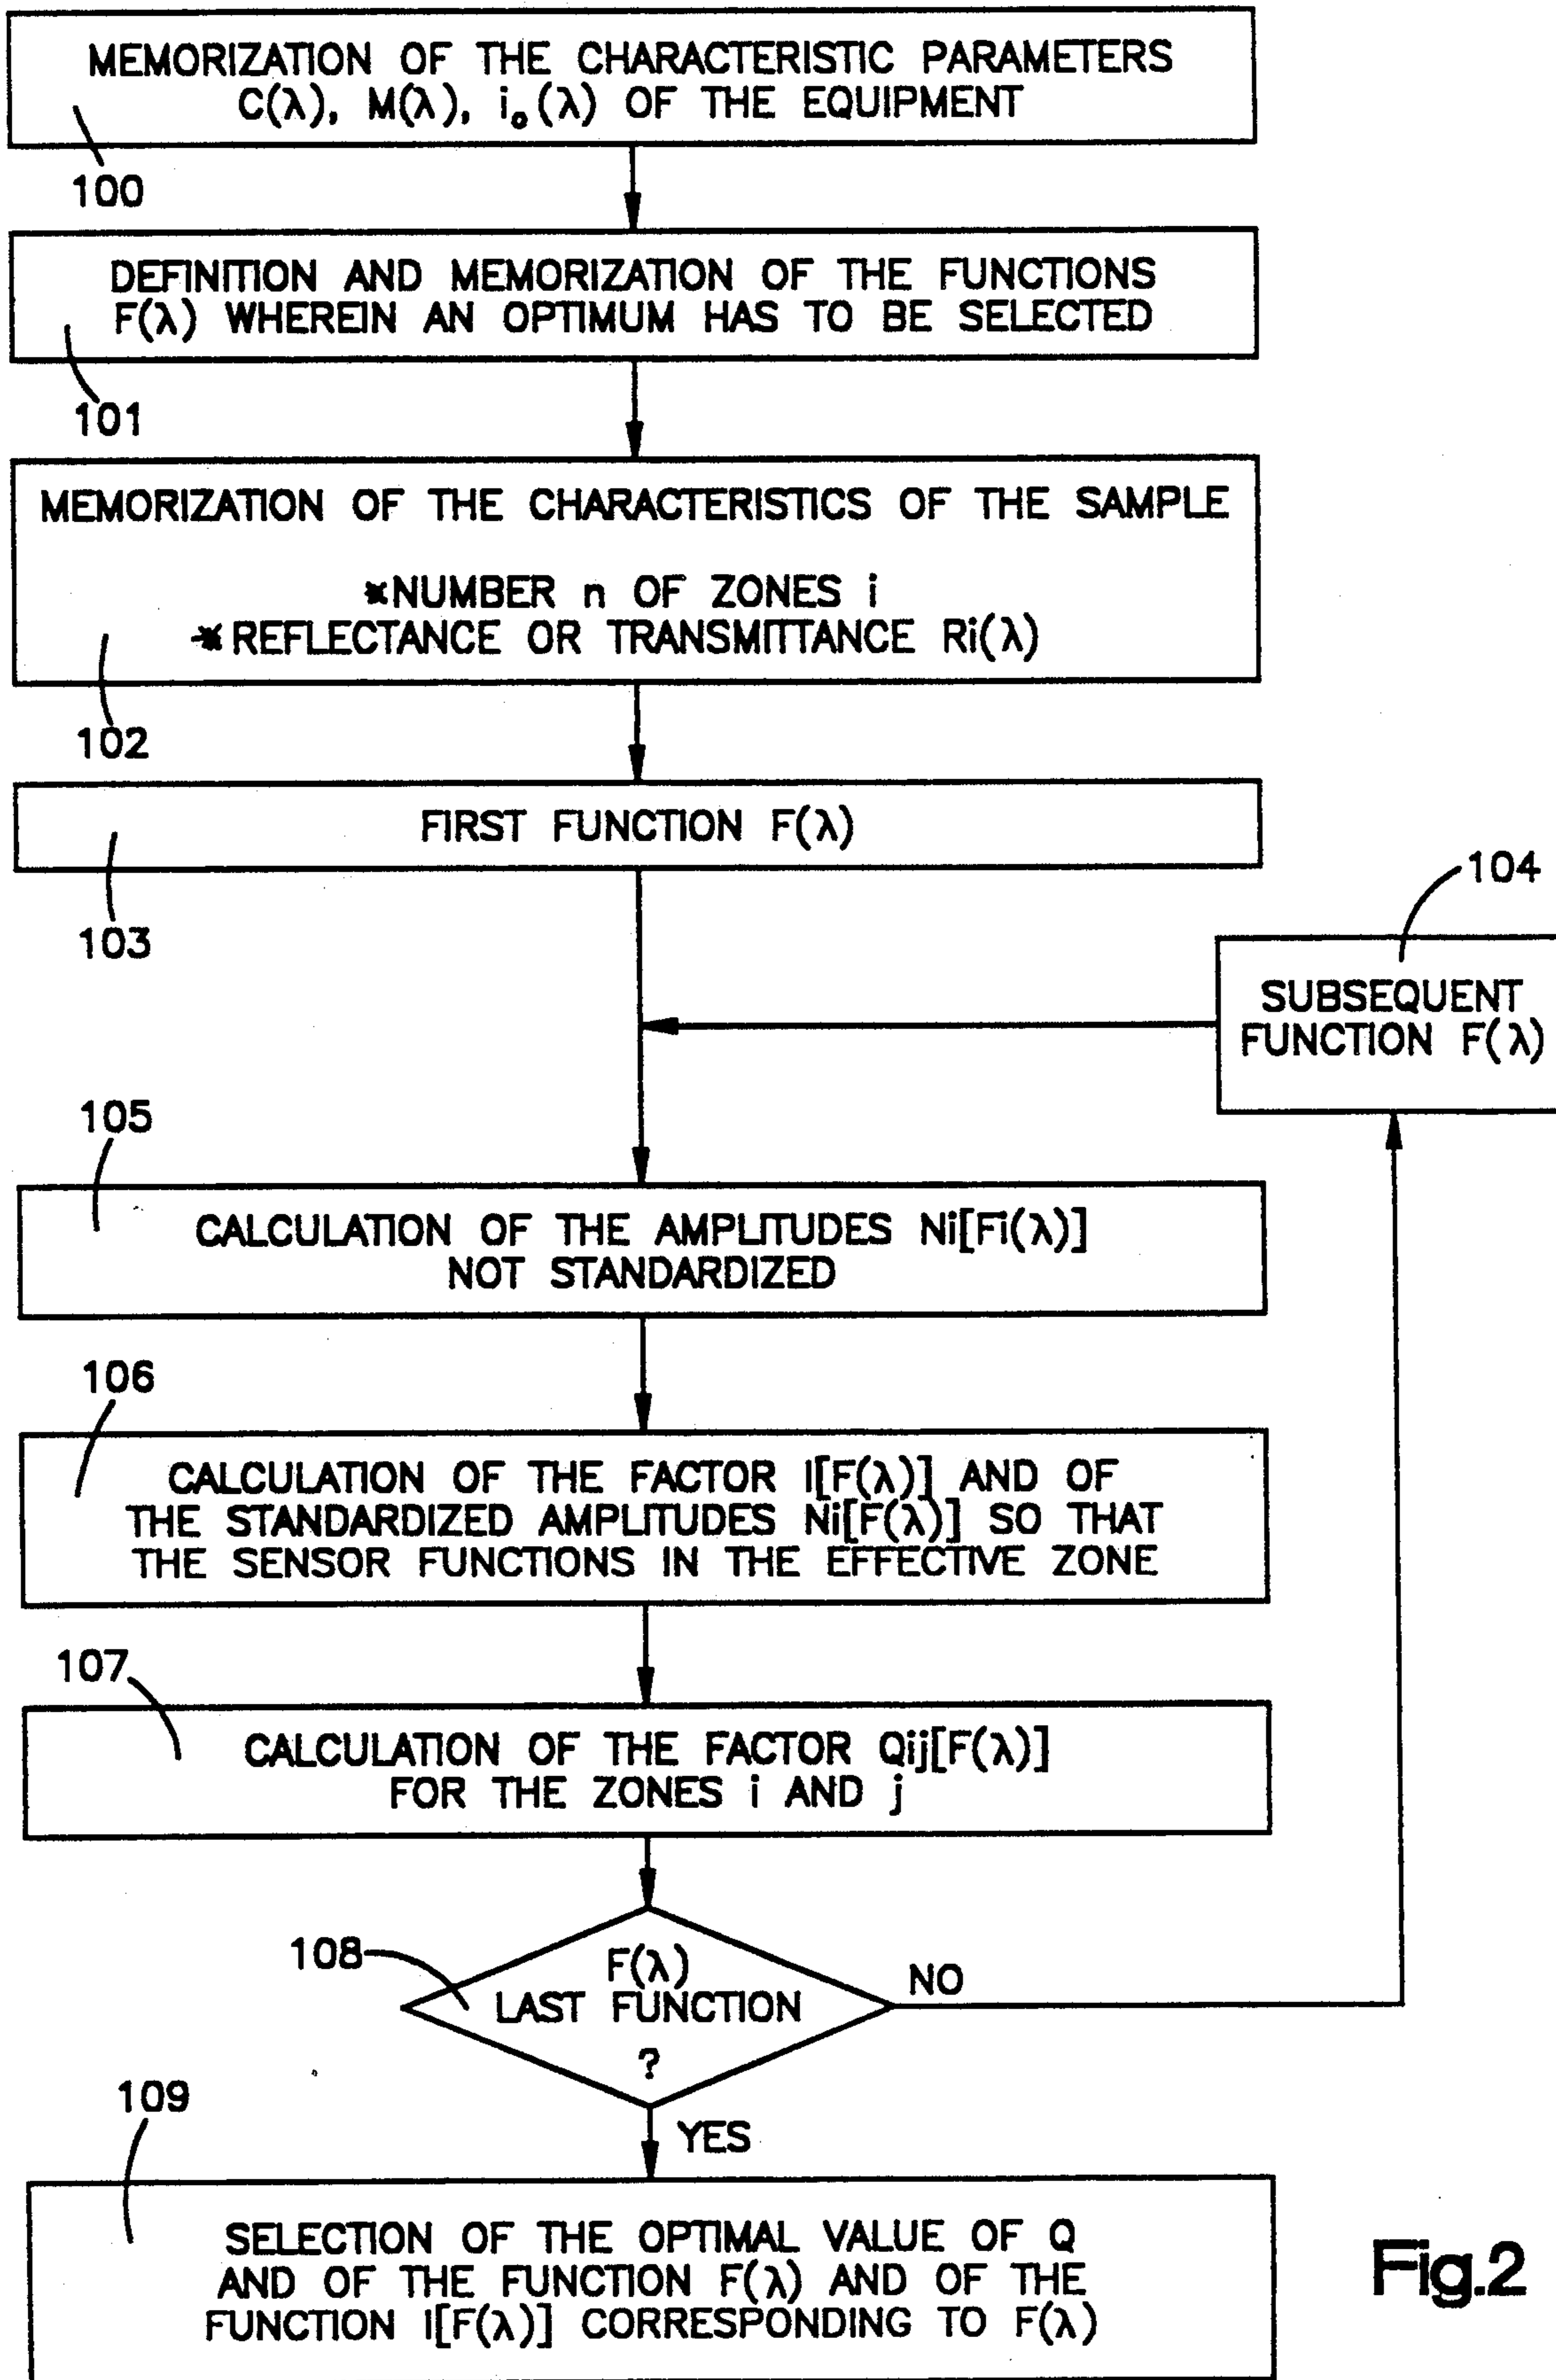 MEMORIZATION OF THE CHARACTERISTIC PARAMETERS
C(λ), M(λ), i₀(λ) OF THE EQUIPMENT
100
DEFINITION AND MEMORIZATION OF THE FUNCTIONS
F(λ) WHEREIN AN OPTIMUM HAS TO BE SELECTED
101
MEMORIZATION OF THE CHARACTERISTICS OF THE SAMPLE
*NUMBER n OF ZONES i
*REFLECTANCE OR TRANSMITTANCE Ri(λ)
102
FIRST FUNCTION F(λ)
103
104
SUBSEQUENT
FUNCTION F(λ)
105
CALCULATION OF THE AMPLITUDES Ni[Fi(λ)]
NOT STANDARDIZED
106
CALCULATION OF THE FACTOR I[F(λ)] AND OF
THE STANDARDIZED AMPLITUDES Ni[F(λ)] SO THAT
THE SENSOR FUNCTIONS IN THE EFFECTIVE ZONE
107
CALCULATION OF THE FACTOR Qij[F(λ)]
FOR THE ZONES i AND j
108
F(λ)
LAST FUNCTION
?
NO
YES
109
SELECTION OF THE OPTIMAL VALUE OF Q
AND OF THE FUNCTION F(λ) AND OF THE
FUNCTION I[F(λ)] CORRESPONDING TO F(λ)
Fig.2